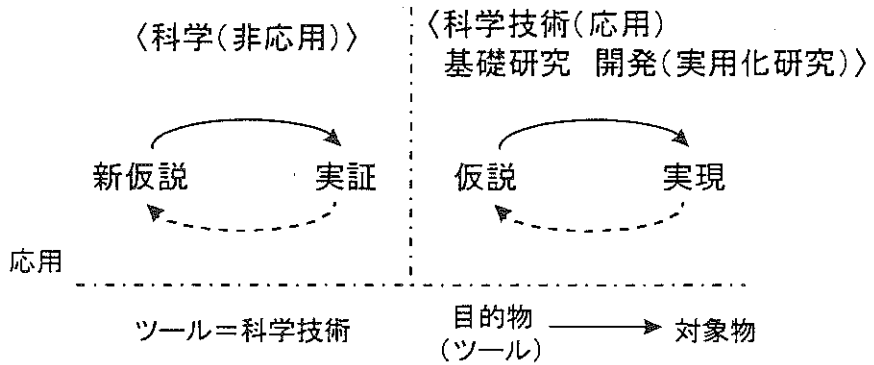 〈科学(非応用)〉
〈科学技術(応用)
基礎研究 開発(実用化研究)〉
新仮説
実証
仮説
実現
応用
ツール=科学技術
目的物
(ツール)
対象物